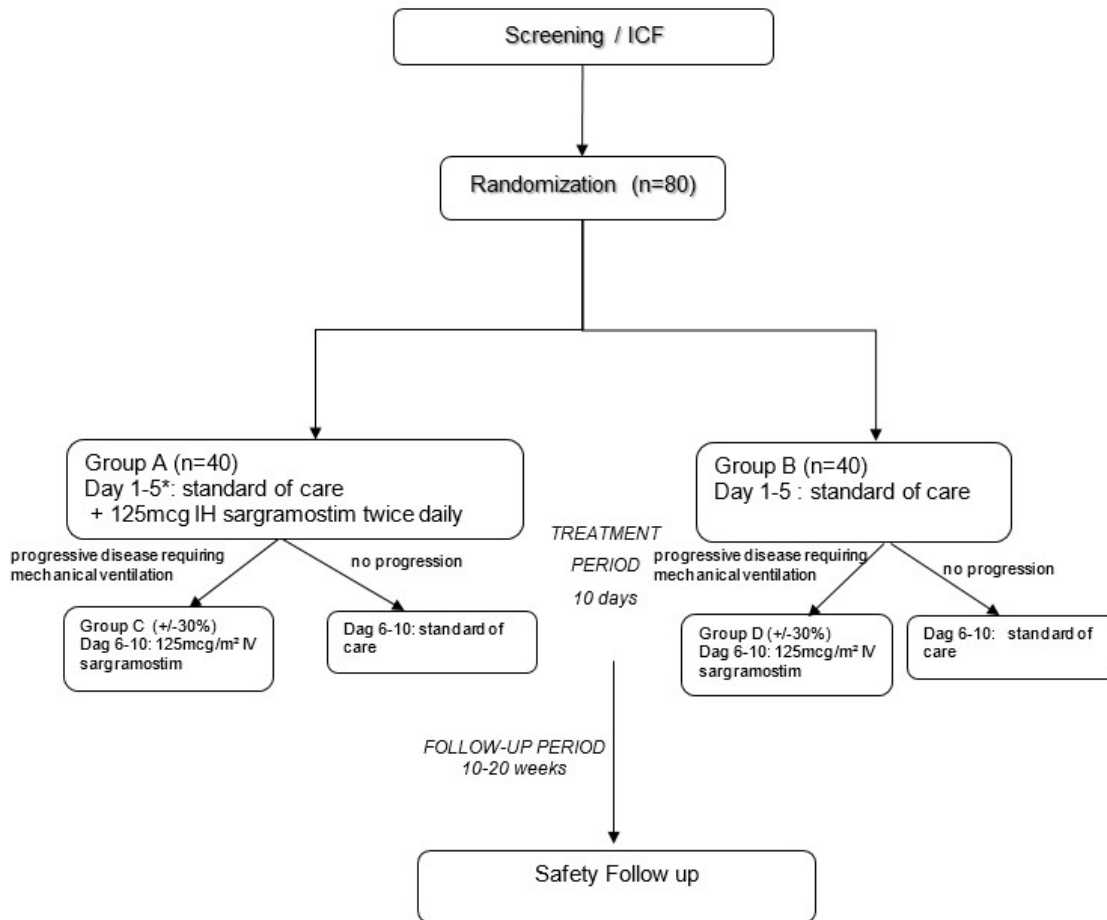 Screening / ICF
Randomization (n=80)
Group A (n=40)
Day 1-5*: standard of care
+ 125mcg IH sargramostim twice daily
Group B (n=40)
Day 1-5 : standard of care
progressive disease requiring
mechanical ventilation
no progression
TREATMENT
PERIOD
10 days
progressive disease requiring
mechanical ventilation
no progression
Group C (+/-30%)
Dag 6-10: 125mcg/m² IV
sargramostim
Dag 6-10: standard of
care
Group D (+/-30%)
Dag 6-10: 125mcg/m² IV
sargramostim
Dag 6-10: standard of
care
FOLLOW-UP PERIOD
10-20 weeks
Safety Follow up